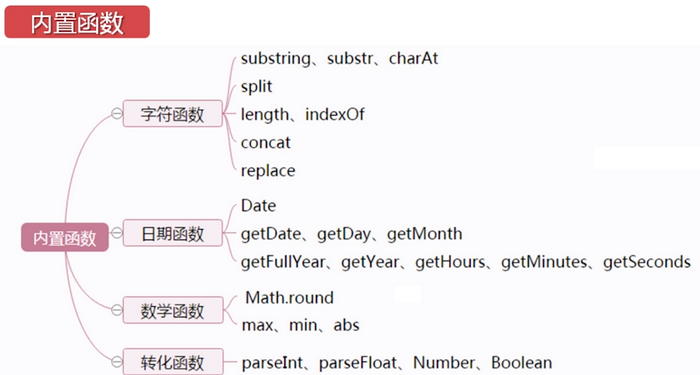 内置函数
内置函数
字符函数
substring、substr、charAt
split
length、indexOf
concat
replace
日期函数
Date
getDate、getDay、getMonth
getFullYear、getYear、getHours、getMinutes、getSeconds
数学函数
Math.round
max、min、abs
转化函数
parseInt、parseFloat、Number、Boolean